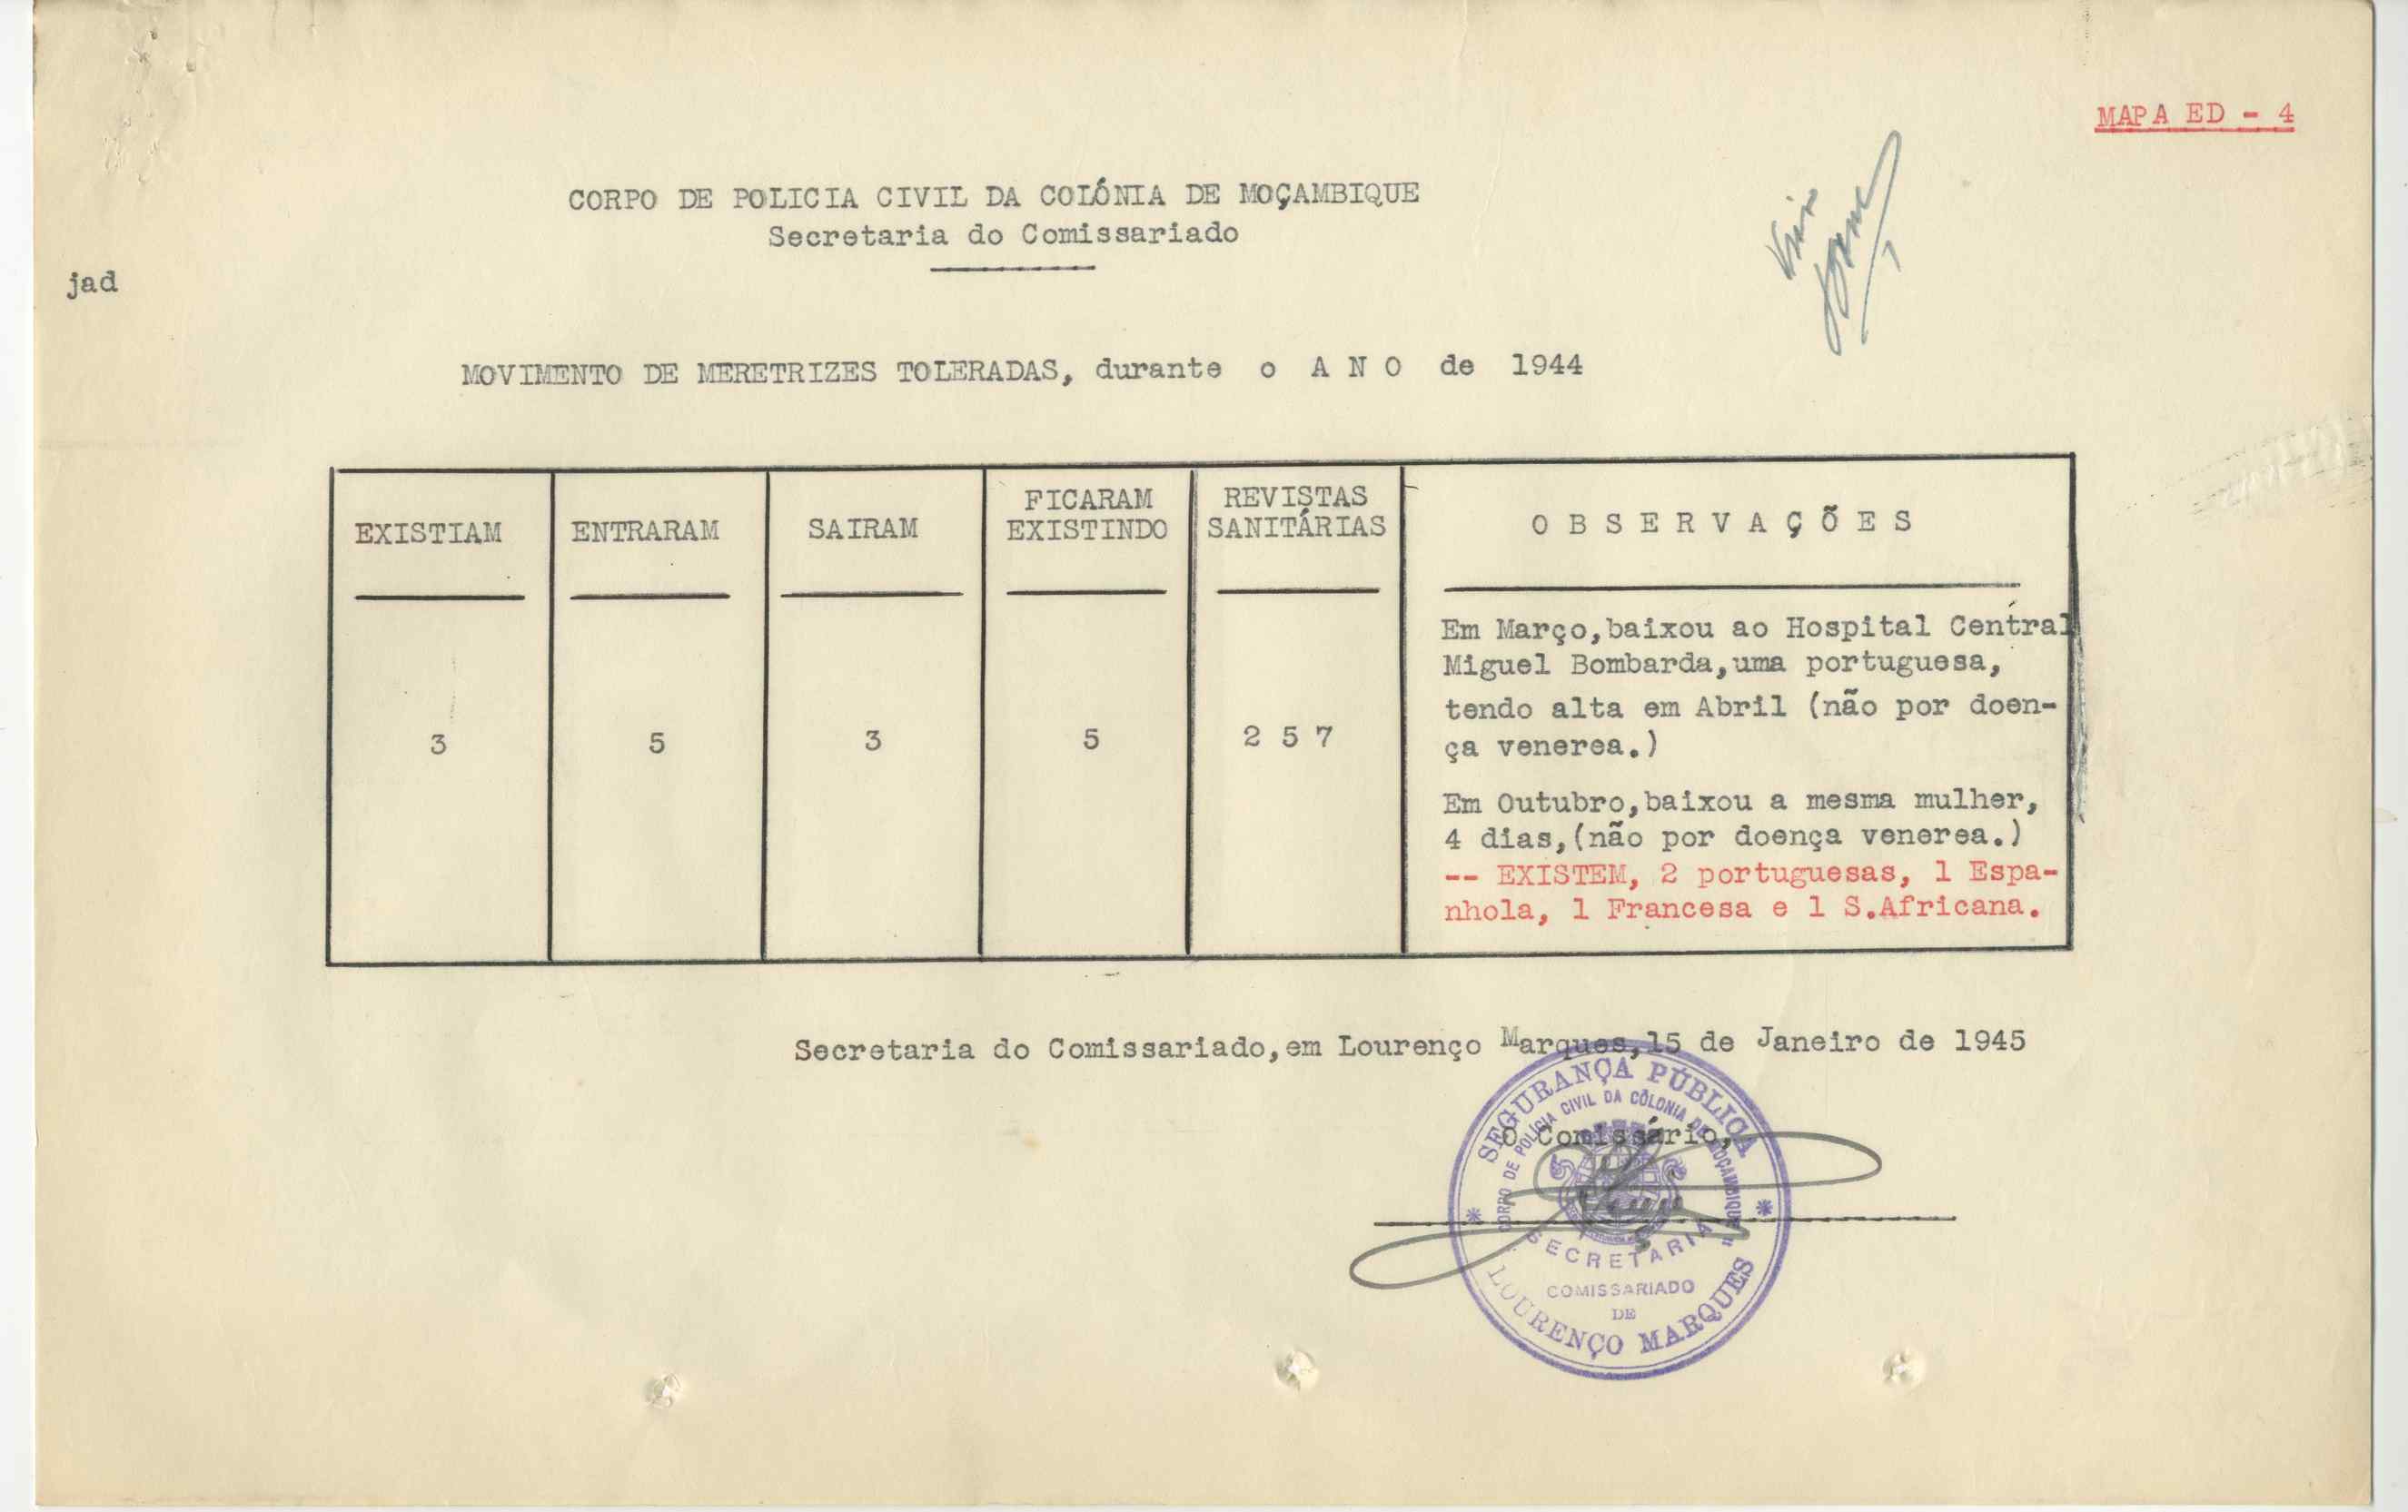 MAPA ED - 4
CORPO DE POLICIA CIVIL DA COLÓNIA DE MOÇAMBIQUE
Secretaria do Comissariado
jad
MOVIMENTO DE MERETRIZES TOLERADAS, durante o A N O de 1944
EXISTIAM
ENTRARAM
SAIRAM
FICARAM
EXISTINDO
REVISTAS
SANITÁRIAS
O B S E R V A Ç Õ E S
3
5
3
5
2 5 7
Em Março,baixou ao Hospital Central
Miguel Bombarda,uma portuguesa,
tendo alta em Abril (não por doen-
ça venerea.)
Em Outubro,baixou a mesma mulher,
4 dias,(não por doença venerea.)
-- EXISTEM, 2 portuguesas, 1 Espa-
nhola, 1 Francesa e 1 S.Africana.
Secretaria do Comissariado,em Lourenço Marques,15 de Janeiro de 1945
O Comissário,
SEGURANÇA PÚBLICA
CORPO DE POLÍCIA CIVIL DA COLONIA DE MOÇAMBIQUE
SECRETARIA
COMISSARIADO
DE
LOURENÇO MARQUES